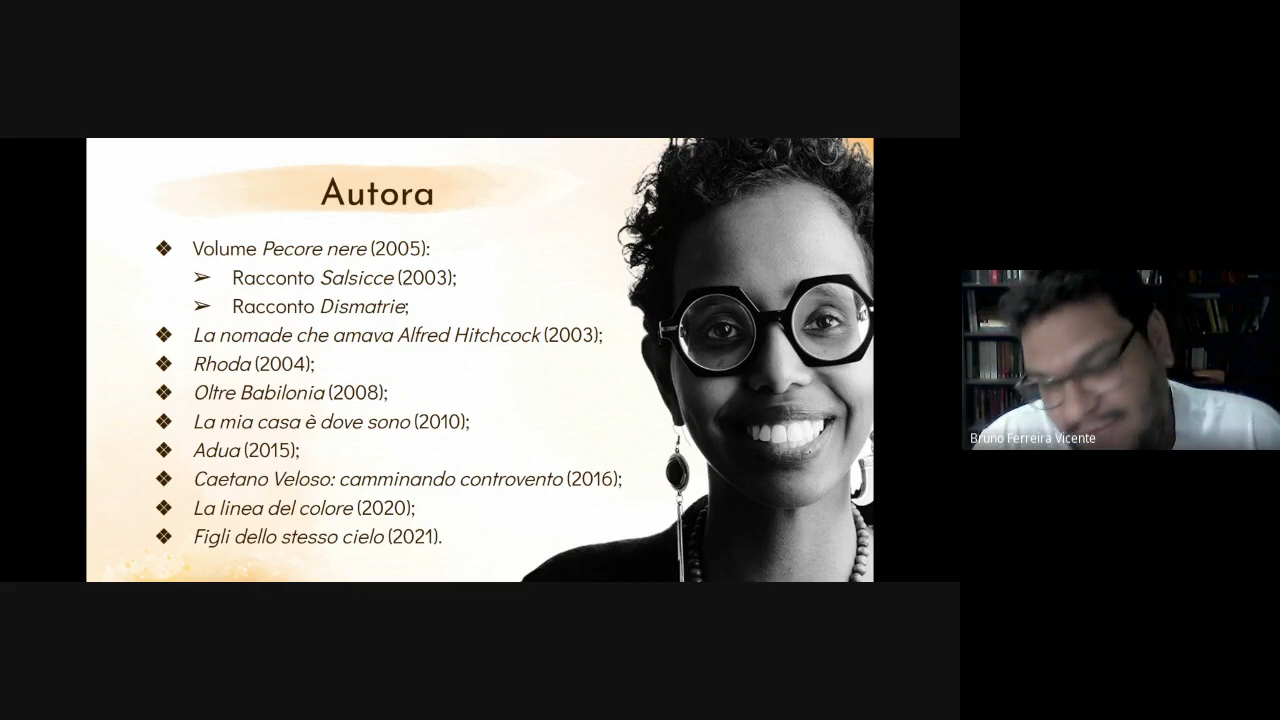 Autora
❖ Volume Pecore nere (2005):
➢ Racconto Salsicce (2003);
➢ Racconto Dismatrie;
❖ La nomade che amava Alfred Hitchcock (2003);
❖ Rhoda (2004);
❖ Oltre Babilonia (2008);
❖ La mia casa è dove sono (2010);
❖ Adua (2015);
❖ Caetano Veloso: camminando controvento (2016);
❖ La linea del colore (2020);
❖ Figli dello stesso cielo (2021).
Bruno Ferreira Vicente